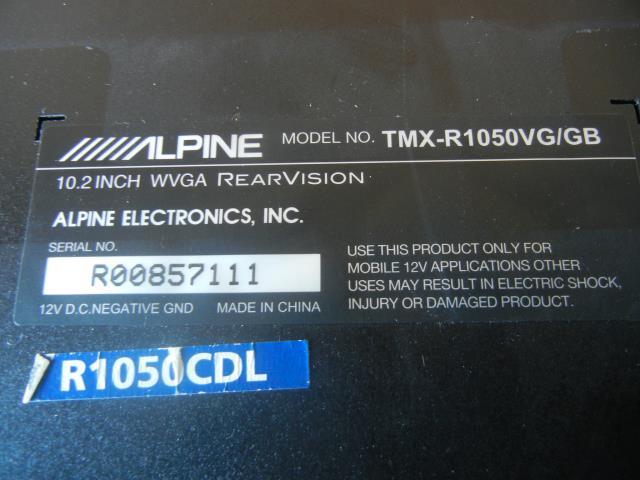 ALPINE MODEL NO. TMX-R1050VG/GB
10.2 INCH WVGA REARVISION
ALPINE ELECTRONICS, INC.
SERIAL NO.
R00857111
12V D.C.NEGATIVE GND MADE IN CHINA
USE THIS PRODUCT ONLY FOR
MOBILE 12V APPLICATIONS OTHER
USES MAY RESULT IN ELECTRIC SHOCK,
INJURY OR DAMAGED PRODUCT.
R1050CDL